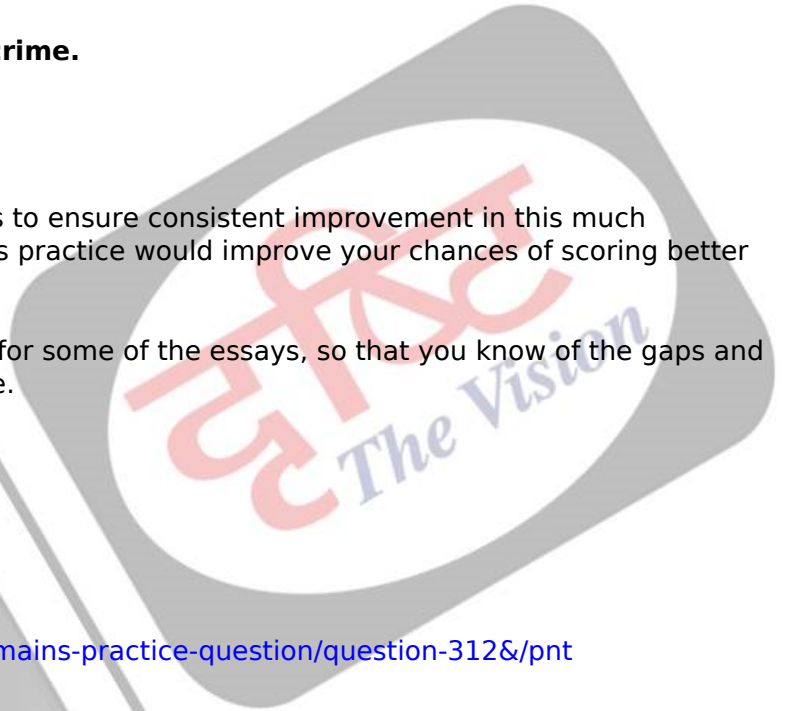 crime.
s to ensure consistent improvement in this much
s practice would improve your chances of scoring better
for some of the essays, so that you know of the gaps and
e.
दृष्टि
The Vision
mains-practice-question/question-312&/pnt